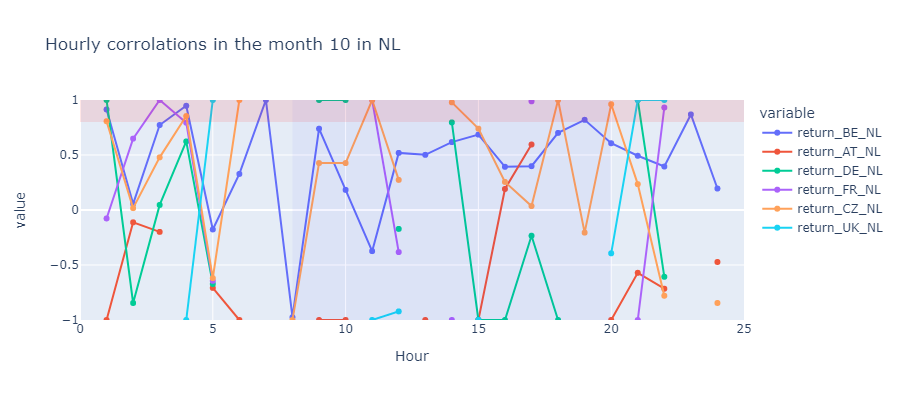 Hourly corrolations in the month 10 in NL
variable
return_BE_NL
return_AT_NL
return_DE_NL
return_FR_NL
return_CZ_NL
return_UK_NL
value
1
0.5
0
−0.5
−1
0
5
10
15
20
25
Hour